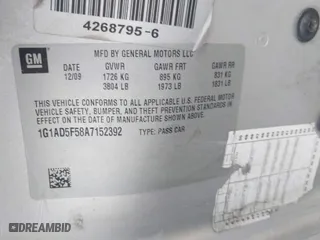 4268795-6
GM
MFD BY GENERAL MOTORS LLC
DATE GVWR GAWR FRT GAWR RR
12/09 1726 KG 895 KG 831 KG
3804 LB 1973 LB 1831 LB
THIS VEHICLE CONFORMS TO ALL APPLICABLE U.S. FEDERAL MOTOR
VEHICLE SAFETY, BUMPER, AND THEFT PREVENTION STANDARDS IN
EFFECT ON THE DATE OF MANUFACTURE SHOWN ABOVE.
1G1AD5F58A7152392 TYPE: PASS CAR
DREAMBID.COM